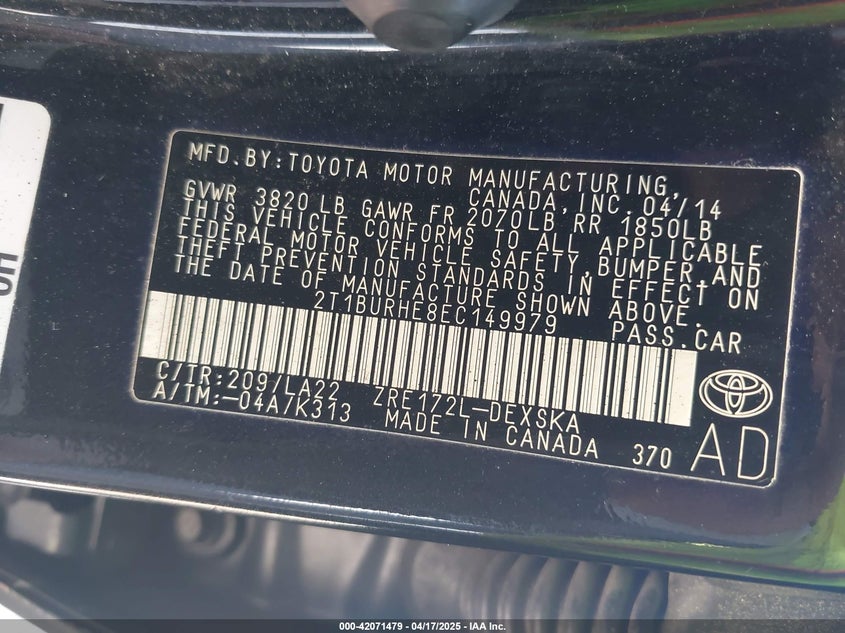 MFD.BY:TOYOTA MOTOR MANUFACTURING,
CANADA, INC. 04/14
GVWR 3820 LB GAWR FR 2070LB RR 1850LB
THIS VEHICLE CONFORMS TO ALL APPLICABLE
FEDERAL MOTOR VEHICLE SAFETY, BUMPER AND
THEFT PREVENTION STANDARDS IN EFFECT ON
THE DATE OF MANUFACTURE SHOWN ABOVE.
2T1BURHE8EC149979 PASS.CAR
C/TR:209/LA22 ZRE172L-DEXSKA
A/TM:-04A/K313 MADE IN CANADA 370 AD
000-42071479 - 04/17/2025 - IAA Inc.